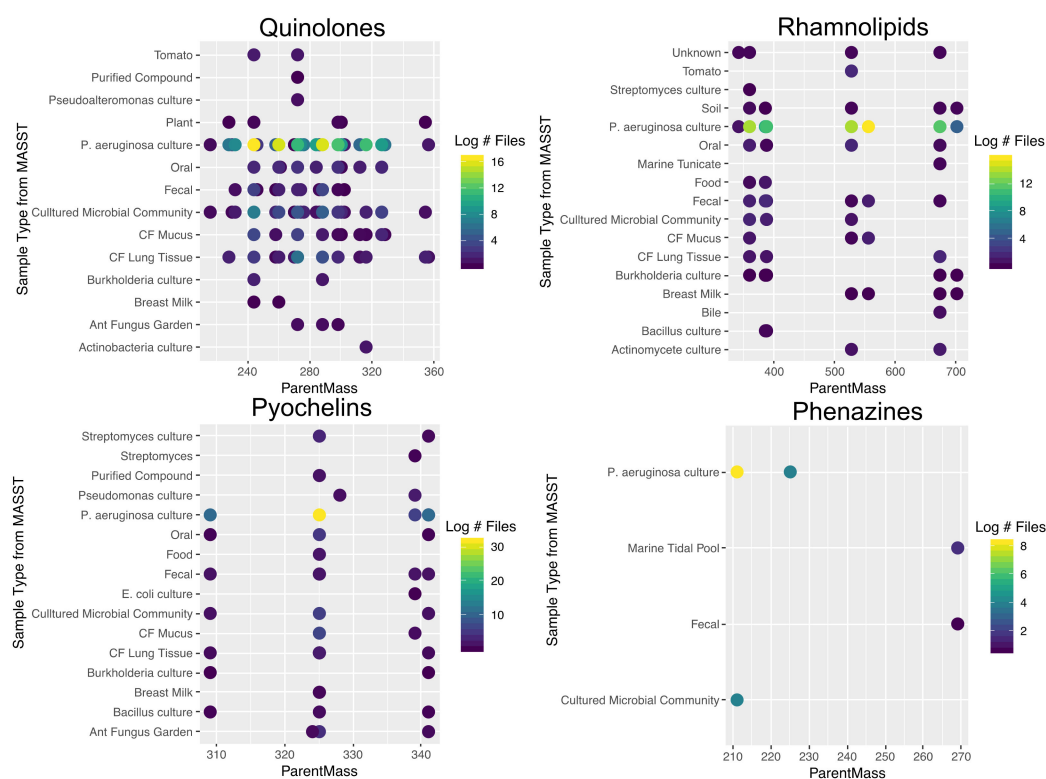 Quinolones
Sample Type from MASST
Tomato
Purified Compound
Pseudoalteromonas culture
Plant
P. aeruginosa culture
Oral
Fecal
Culltured Microbial Community
CF Mucus
CF Lung Tissue
Burkholderia culture
Breast Milk
Ant Fungus Garden
Actinobacteria culture
240 280 320 360
ParentMass
Log # Files
16
12
8
4
Rhamnolipids
Sample Type from MASST
Unknown
Tomato
Streptomyces culture
Soil
P. aeruginosa culture
Oral
Marine Tunicate
Food
Fecal
Culltured Microbial Community
CF Mucus
CF Lung Tissue
Burkholderia culture
Breast Milk
Bile
Bacillus culture
Actinomycete culture
400 500 600 700
ParentMass
Log # Files
12
8
4
Pyochelins
Sample Type from MASST
Streptomyces culture
Streptomyces
Purified Compound
Pseudomonas culture
P. aeruginosa culture
Oral
Food
Fecal
E. coli culture
Culltured Microbial Community
CF Mucus
CF Lung Tissue
Burkholderia culture
Breast Milk
Bacillus culture
Ant Fungus Garden
310 320 330 340
ParentMass
Log # Files
30
20
10
Phenazines
Sample Type from MASST
P. aeruginosa culture
Marine Tidal Pool
Fecal
Cultured Microbial Community
210 220 230 240 250 260 270
ParentMass
Log # Files
8
6
4
2